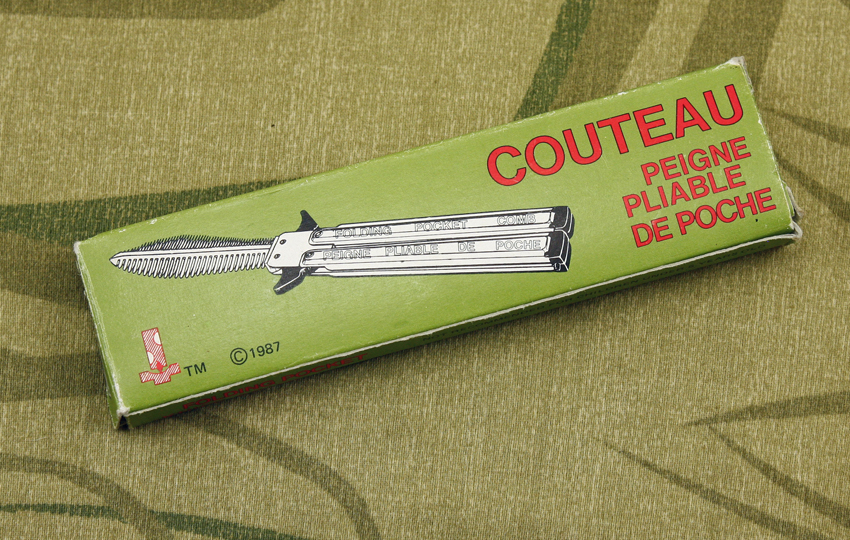 COUTEAU
PEIGNE
PLIABLE
DE POCHE
FOLDING POCKET COMB
PEIGNE PLIABLE DE POCHE
TM ©1987